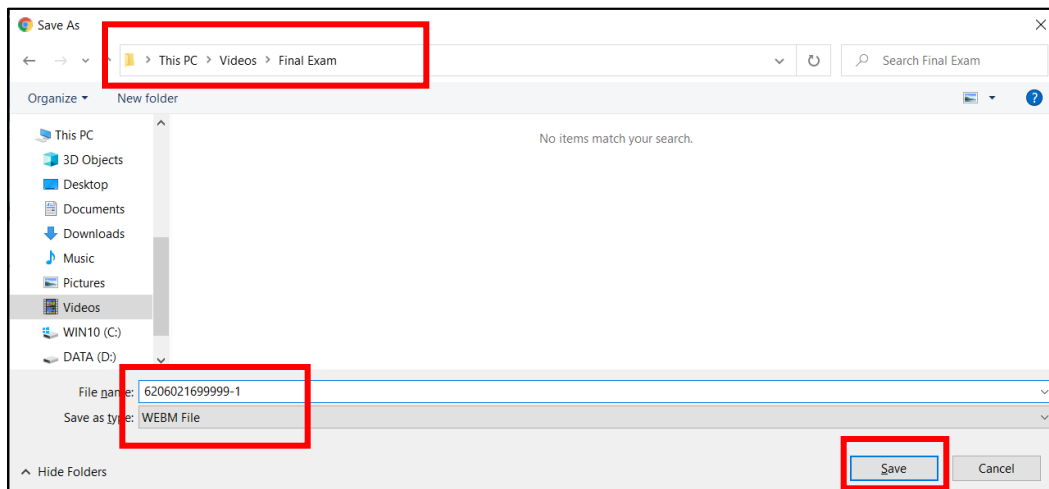 Save As
This PC > Videos > Final Exam
Search Final Exam
Organize
New folder
This PC
3D Objects
Desktop
Documents
Downloads
Music
Pictures
Videos
WIN10 (C:)
DATA (D:)
No items match your search.
File name: 6206021699999-1
Save as type: WEBM File
Hide Folders
Save
Cancel